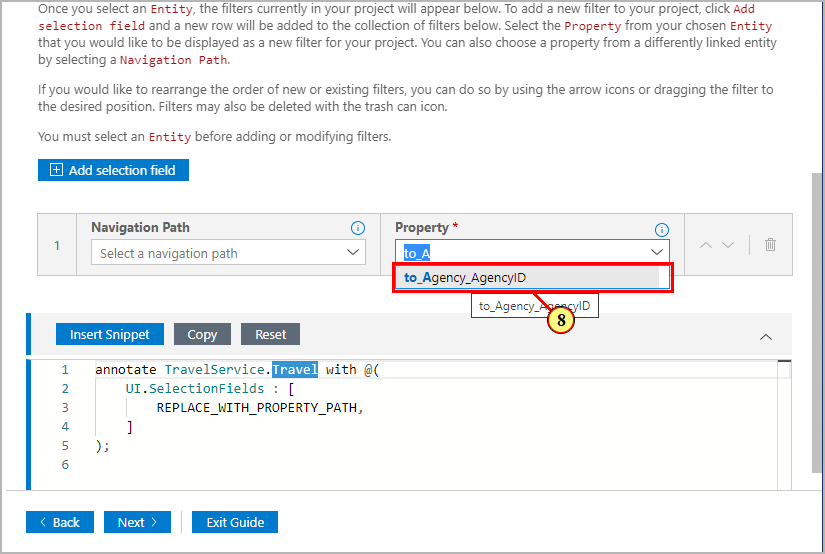 Once you select an Entity, the filters currently in your project will appear below. To add a new filter to your project, click Add
selection field and a new row will be added to the collection of filters below. Select the Property from your chosen Entity
that you would like to be displayed as a new filter for your project. You can also choose a property from a differently linked entity
by selecting a Navigation Path.
If you would like to rearrange the order of new or existing filters, you can do so by using the arrow icons or dragging the filter to
the desired position. Filters may also be deleted with the trash can icon.
You must select an Entity before adding or modifying filters.
Add selection field
1
Navigation Path
Select a navigation path
Property *
to_A
to_Agency_AgencyID
to_Agency_AgencyID
8
Insert Snippet Copy Reset
1 annotate TravelService.Travel with @(
2 UI.SelectionFields : [
3 REPLACE_WITH_PROPERTY_PATH,
4 ]
5 );
6
Back Next Exit Guide